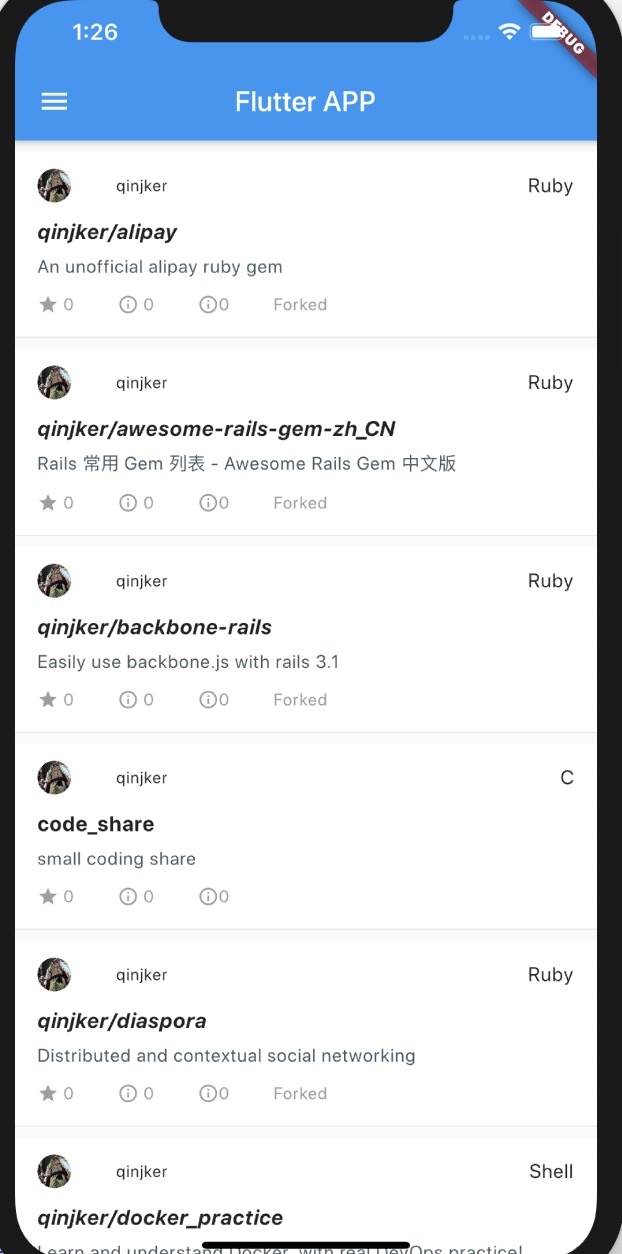 1:26
DEBUG
Flutter APP
qinjker Ruby
qinjker/alipay
An unofficial alipay ruby gem
0 0 0 Forked
qinjker Ruby
qinjker/awesome-rails-gem-zh_CN
Rails 常用 Gem 列表 - Awesome Rails Gem 中文版
0 0 0 Forked
qinjker Ruby
qinjker/backbone-rails
Easily use backbone.js with rails 3.1
0 0 0 Forked
qinjker C
code_share
small coding share
0 0 0
qinjker Ruby
qinjker/diaspora
Distributed and contextual social networking
0 0 0 Forked
qinjker Shell
qinjker/docker_practice
Learn and understand Docker, with real DevOps practice!